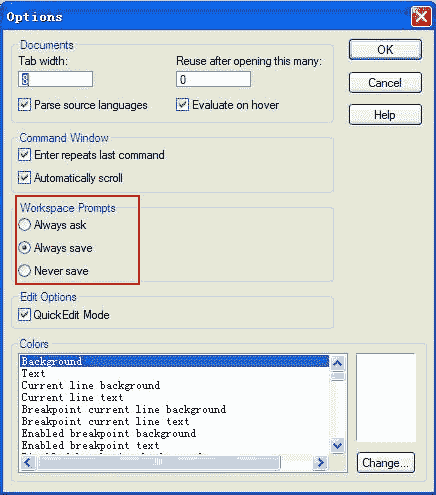 Options
Documents
Tab width:
Reuse after opening this many:
8
0
Parse source languages
Evaluate on hover
OK
Cancel
Help
Command Window
Enter repeats last command
Automatically scroll
Workspace Prompts
Always ask
Always save
Never save
Edit Options
QuickEdit Mode
Colors
Background
Text
Current line background
Current line text
Breakpoint current line background
Breakpoint current line text
Enabled breakpoint background
Enabled breakpoint text
Change...